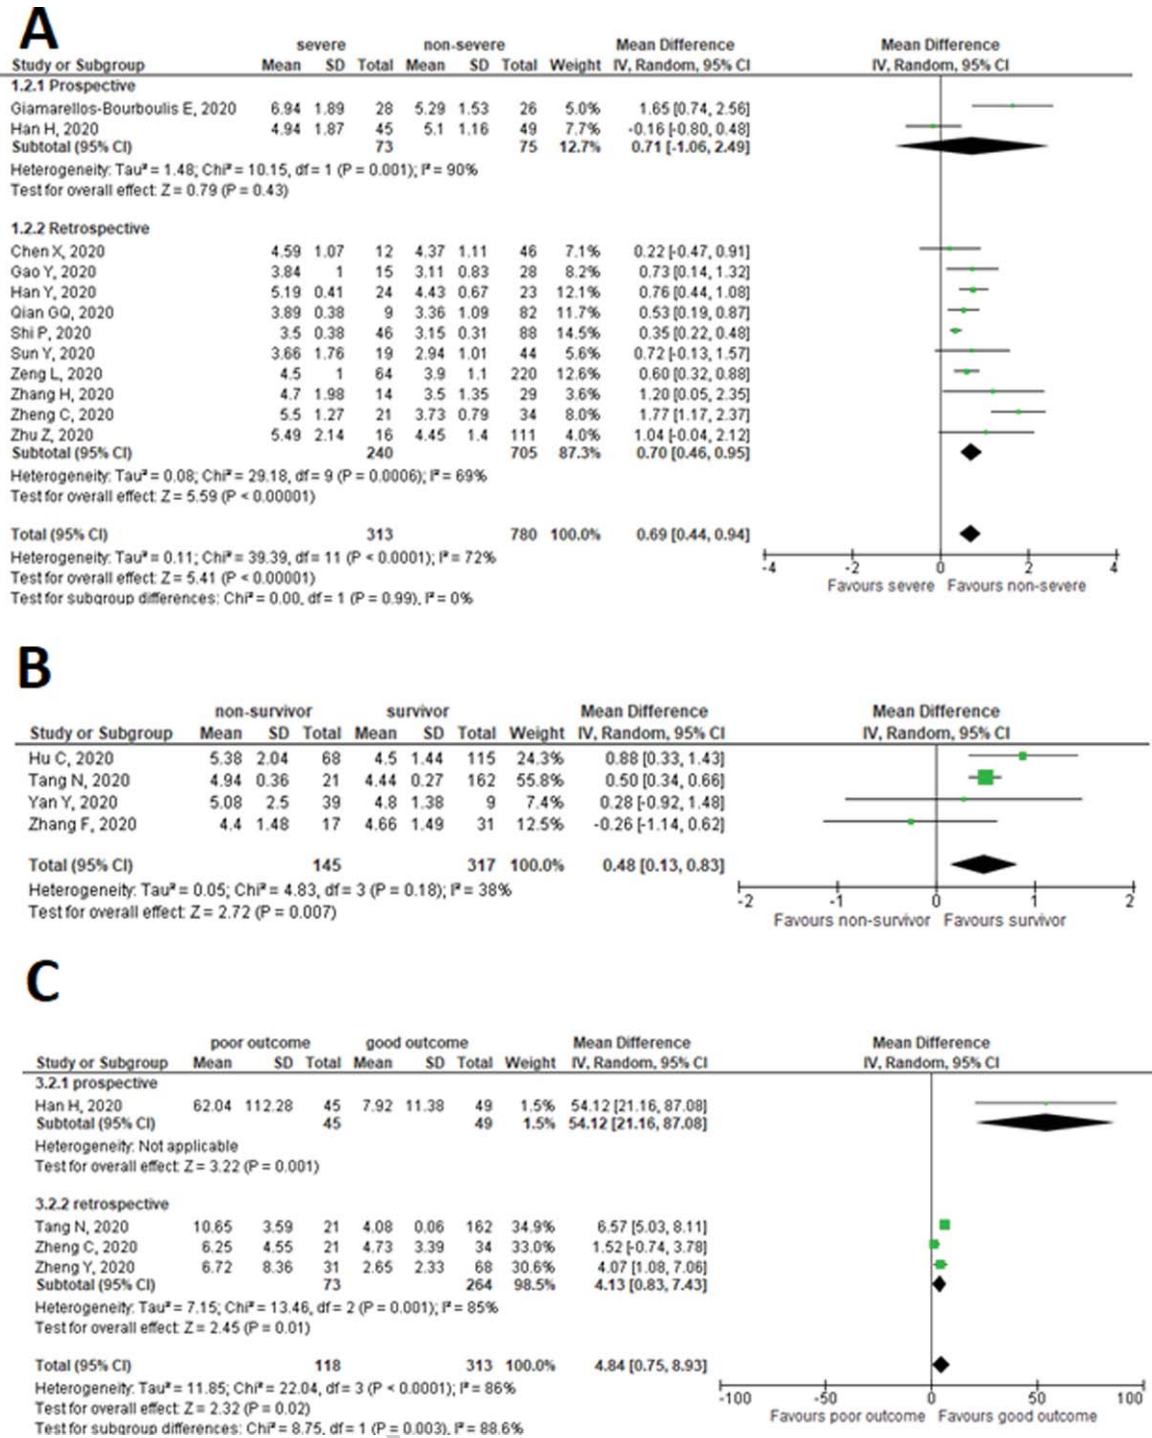 A
severe non-severe Mean Difference Mean Difference
Study or Subgroup Mean SD Total Mean SD Total Weight IV, Random, 95% CI IV, Random, 95% CI
1.2.1 Prospective
Giamarellos-Bourboulis E, 2020 6.94 1.89 28 5.29 1.53 26 5.0% 1.65 [0.74, 2.56]
Han H, 2020 4.94 1.87 45 5.1 1.16 49 7.7% -0.16 [-0.80, 0.48]
Subtotal (95% CI) 73 75 12.7% 0.71 [-1.06, 2.49]
Heterogeneity: Tau² = 1.48; Chi² = 10.15, df = 1 (P = 0.001); I² = 90%
Test for overall effect: Z = 0.79 (P = 0.43)
1.2.2 Retrospective
Chen X, 2020 4.59 1.07 12 4.37 1.11 46 7.1% 0.22 [-0.47, 0.91]
Gao Y, 2020 3.84 1 15 3.11 0.83 28 8.2% 0.73 [0.14, 1.32]
Han Y, 2020 5.19 0.41 24 4.43 0.67 23 12.1% 0.76 [0.44, 1.08]
Qian GQ, 2020 3.89 0.38 9 3.36 1.09 82 11.7% 0.53 [0.19, 0.87]
Shi P, 2020 3.5 0.38 46 3.15 0.31 88 14.5% 0.35 [0.22, 0.48]
Sun Y, 2020 3.66 1.76 19 2.94 1.01 44 5.6% 0.72 [-0.13, 1.57]
Zeng L, 2020 4.5 1 64 3.9 1.1 220 12.6% 0.60 [0.32, 0.88]
Zhang H, 2020 4.7 1.98 14 3.5 1.35 29 3.6% 1.20 [0.05, 2.35]
Zheng C, 2020 5.5 1.27 21 3.73 0.79 34 8.0% 1.77 [1.17, 2.37]
Zhu Z, 2020 5.49 2.14 16 4.45 1.4 111 4.0% 1.04 [-0.04, 2.12]
Subtotal (95% CI) 240 705 87.3% 0.70 [0.46, 0.95]
Heterogeneity: Tau² = 0.08; Chi² = 29.18, df = 9 (P = 0.0006); I² = 69%
Test for overall effect: Z = 5.59 (P < 0.00001)
Total (95% CI) 313 780 100.0% 0.69 [0.44, 0.94]
Heterogeneity: Tau² = 0.11; Chi² = 39.39, df = 11 (P < 0.0001); I² = 72%
Test for overall effect: Z = 5.41 (P < 0.00001)
Test for subgroup differences: Chi² = 0.00, df = 1 (P = 0.99), I² = 0%
-4 -2 0 2 4
Favours severe Favours non-severe
B
non-survivor survivor Mean Difference Mean Difference
Study or Subgroup Mean SD Total Mean SD Total Weight IV, Random, 95% CI IV, Random, 95% CI
Hu C, 2020 5.38 2.04 68 4.5 1.44 115 24.3% 0.88 [0.33, 1.43]
Tang N, 2020 4.94 0.36 21 4.44 0.27 162 55.8% 0.50 [0.34, 0.66]
Yan Y, 2020 5.08 2.5 39 4.8 1.38 9 7.4% 0.28 [-0.92, 1.48]
Zhang F, 2020 4.4 1.48 17 4.66 1.49 31 12.5% -0.26 [-1.14, 0.62]
Total (95% CI) 145 317 100.0% 0.48 [0.13, 0.83]
Heterogeneity: Tau² = 0.05; Chi² = 4.83, df = 3 (P = 0.18); I² = 38%
Test for overall effect: Z = 2.72 (P = 0.007)
-2 -1 0 1 2
Favours non-survivor Favours survivor
C
poor outcome good outcome Mean Difference Mean Difference
Study or Subgroup Mean SD Total Mean SD Total Weight IV, Random, 95% CI IV, Random, 95% CI
3.2.1 prospective
Han H, 2020 62.04 112.28 45 7.92 11.38 49 1.5% 54.12 [21.16, 87.08]
Subtotal (95% CI) 45 49 1.5% 54.12 [21.16, 87.08]
Heterogeneity: Not applicable
Test for overall effect: Z = 3.22 (P = 0.001)
3.2.2 retrospective
Tang N, 2020 10.65 3.59 21 4.08 0.06 162 34.9% 6.57 [5.03, 8.11]
Zheng C, 2020 6.25 4.55 21 4.73 3.39 34 33.0% 1.52 [-0.74, 3.78]
Zheng Y, 2020 6.72 8.36 31 2.65 2.33 68 30.6% 4.07 [1.08, 7.06]
Subtotal (95% CI) 73 264 98.5% 4.13 [0.83, 7.43]
Heterogeneity: Tau² = 7.15; Chi² = 13.46, df = 2 (P = 0.001); I² = 85%
Test for overall effect: Z = 2.45 (P = 0.01)
Total (95% CI) 118 313 100.0% 4.84 [0.75, 8.93]
Heterogeneity: Tau² = 11.85; Chi² = 22.04, df = 3 (P < 0.0001); I² = 86%
Test for overall effect: Z = 2.32 (P = 0.02)
Test for subgroup differences: Chi² = 8.75, df = 1 (P = 0.003), I² = 88.6%
-100 -50 0 50 100
Favours poor outcome Favours good outcome